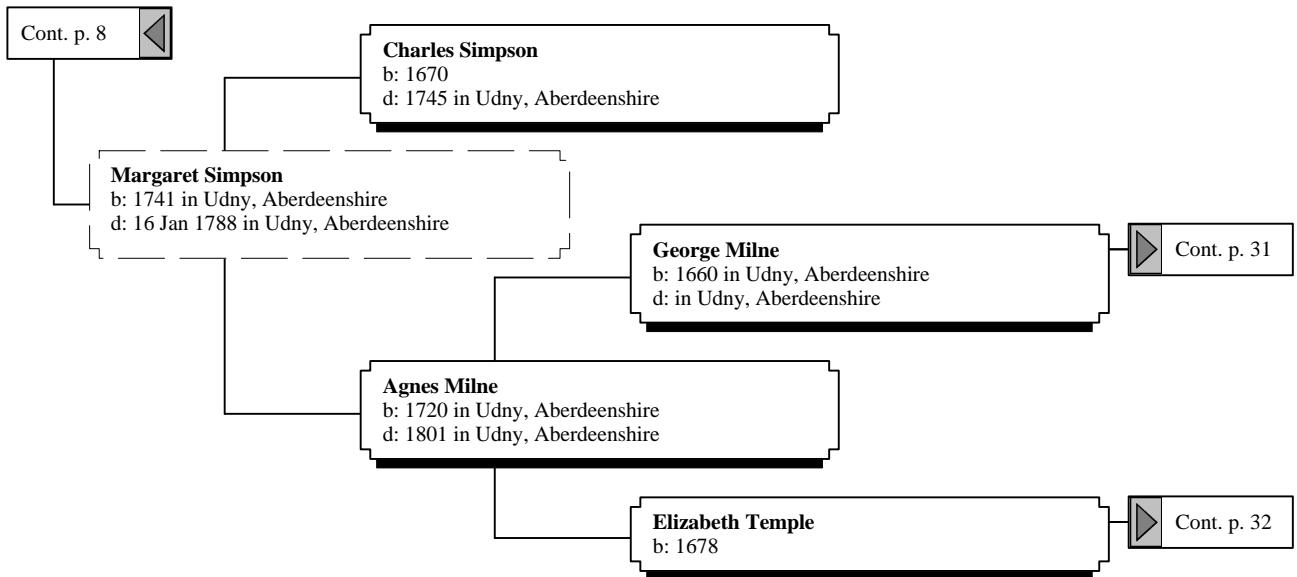 Cont. p. 8
Charles Simpson
b: 1670
d: 1745 in Udny, Aberdeenshire
Margaret Simpson
b: 1741 in Udny, Aberdeenshire
d: 16 Jan 1788 in Udny, Aberdeenshire
George Milne
b: 1660 in Udny, Aberdeenshire
d: in Udny, Aberdeenshire
Cont. p. 31
Agnes Milne
b: 1720 in Udny, Aberdeenshire
d: 1801 in Udny, Aberdeenshire
Elizabeth Temple
b: 1678
Cont. p. 32